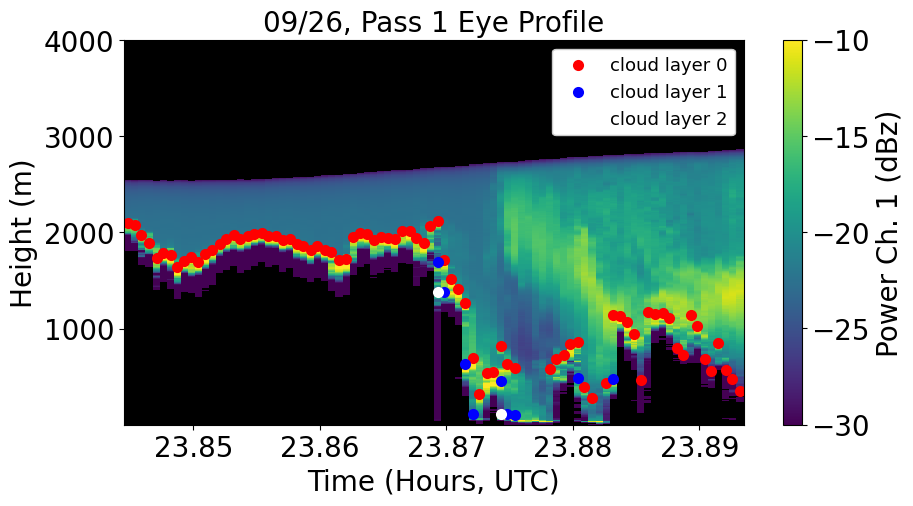 09/26, Pass 1 Eye Profile
4000
3000
2000
1000
Height (m)
cloud layer 0
cloud layer 1
cloud layer 2
23.85
23.86
23.87
23.88
23.89
Time (Hours, UTC)
−10
−15
−20
−25
−30
Power Ch. 1 (dBz)